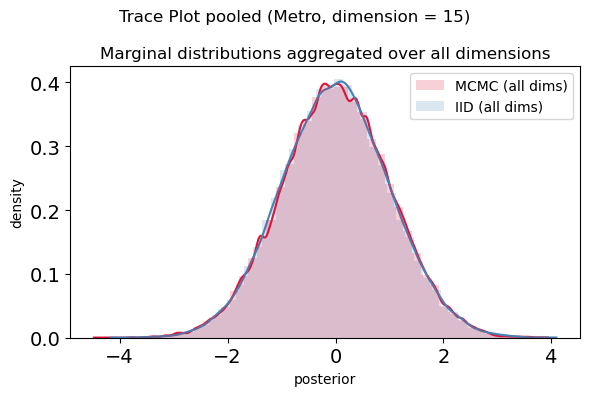 Trace Plot pooled (Metro, dimension = 15)
Marginal distributions aggregated over all dimensions
MCMC (all dims)
IID (all dims)
density
0.4
0.3
0.2
0.1
0.0
−4
−2
0
2
4
posterior